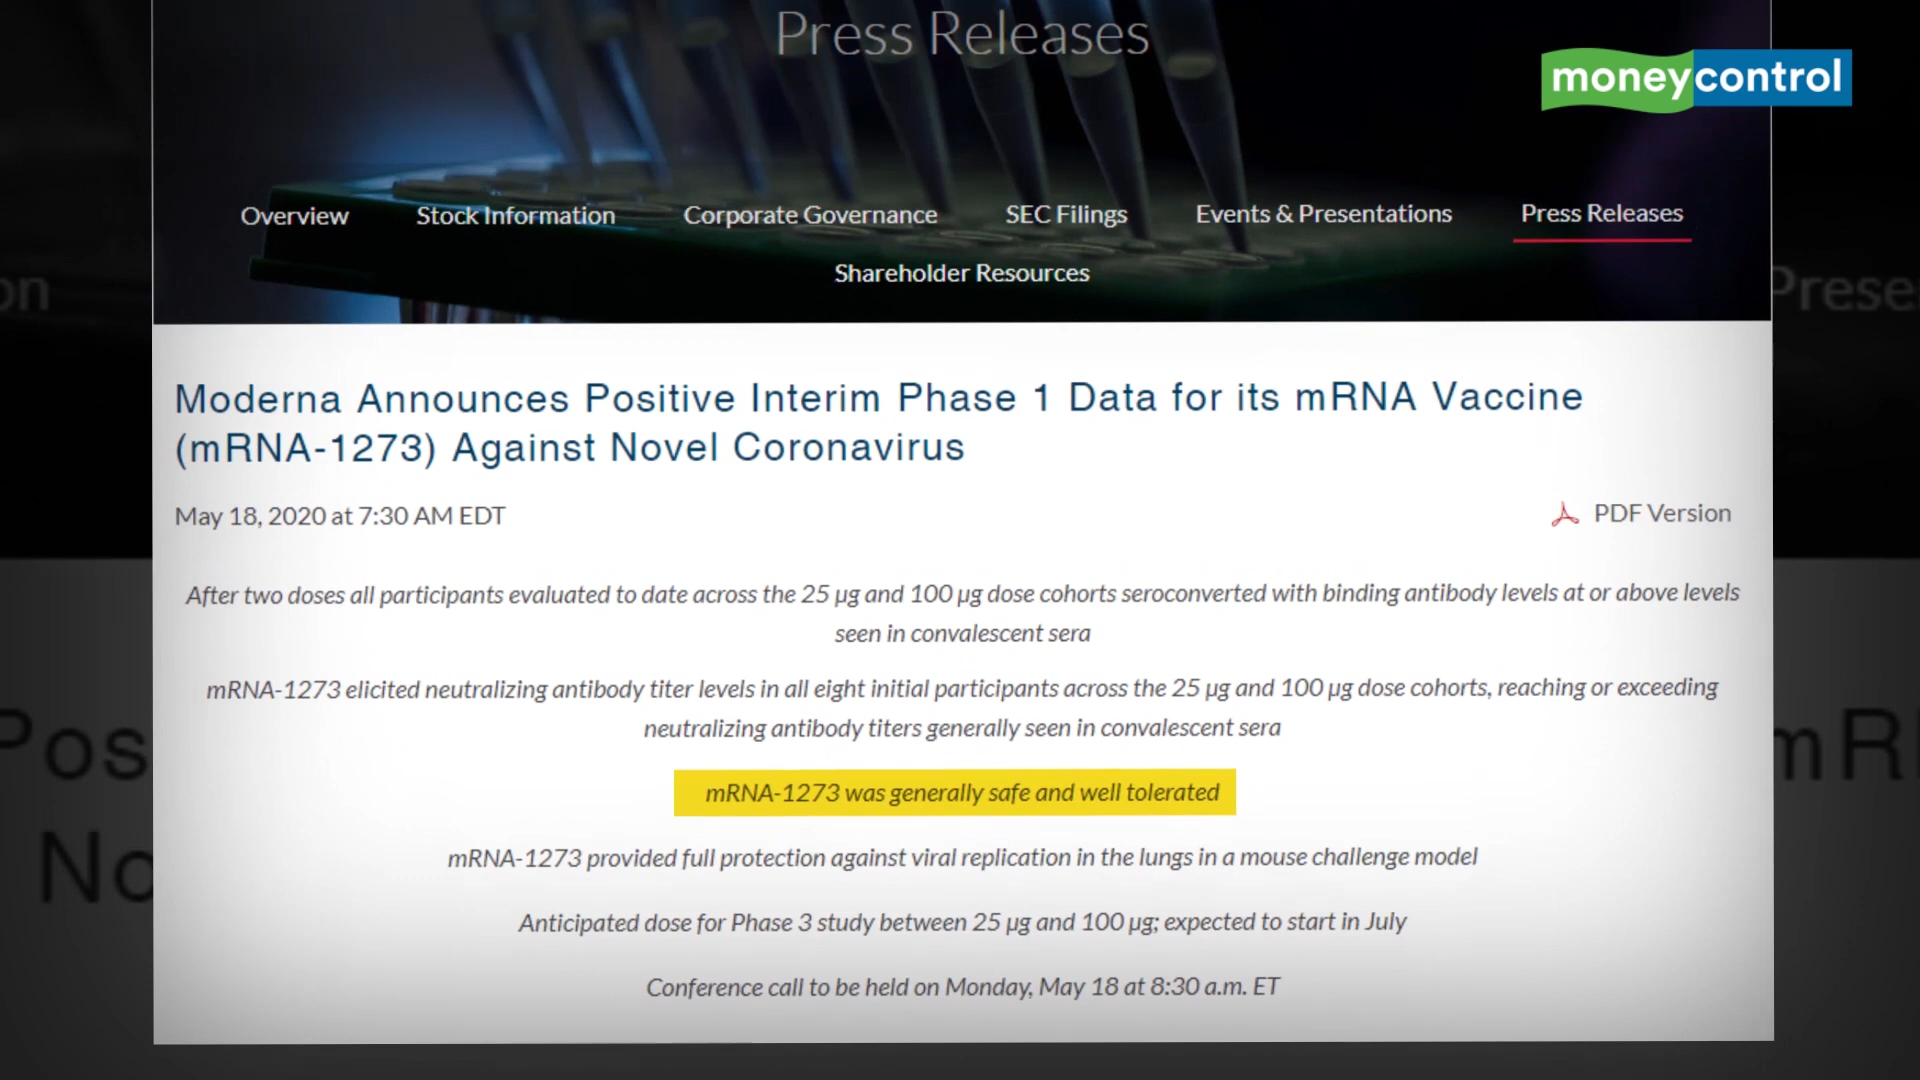 Press Releases
moneycontrol
Overview Stock Information Corporate Governance SEC Filings Events & Presentations Press Releases
Shareholder Resources
on
Prese
Moderna Announces Positive Interim Phase 1 Data for its mRNA Vaccine
(mRNA-1273) Against Novel Coronavirus
May 18, 2020 at 7:30 AM EDT
PDF Version
After two doses all participants evaluated to date across the 25 µg and 100 µg dose cohorts seroconverted with binding antibody levels at or above levels
seen in convalescent sera
mRNA-1273 elicited neutralizing antibody titer levels in all eight initial participants across the 25 µg and 100 µg dose cohorts, reaching or exceeding
neutralizing antibody titers generally seen in convalescent sera
Pos
mR
mRNA-1273 was generally safe and well tolerated
No
mRNA-1273 provided full protection against viral replication in the lungs in a mouse challenge model
Anticipated dose for Phase 3 study between 25 µg and 100 µg; expected to start in July
Conference call to be held on Monday, May 18 at 8:30 a.m. ET